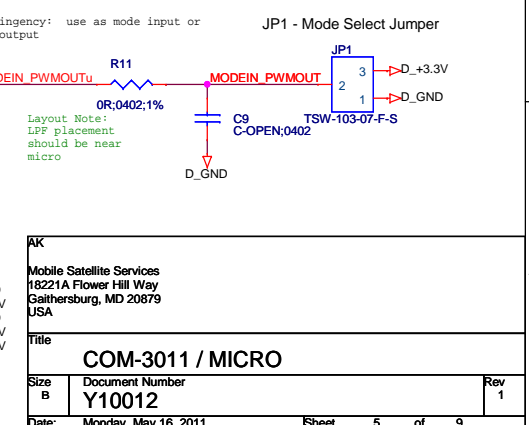 ingency: use as mode input or
output
JP1 - Mode Select Jumper
R11
JP1
MODEIN_PWMOUT
3
D_+3.3V
2
1
D_GND
0R;0402;1%
TSW-103-07-F-S
Layout Note:
LPF placement
should be near
micro
C9
C-OPEN;0402
D_GND
AK
Mobile Satellite Services
18221A Flower Hill Way
Gaithersburg, MD 20879
USA
Title
COM-3011 / MICRO
Size
B
Document Number
Y10012
Rev
1
Date: Monday, May 16, 2011 Sheet 5 of 9